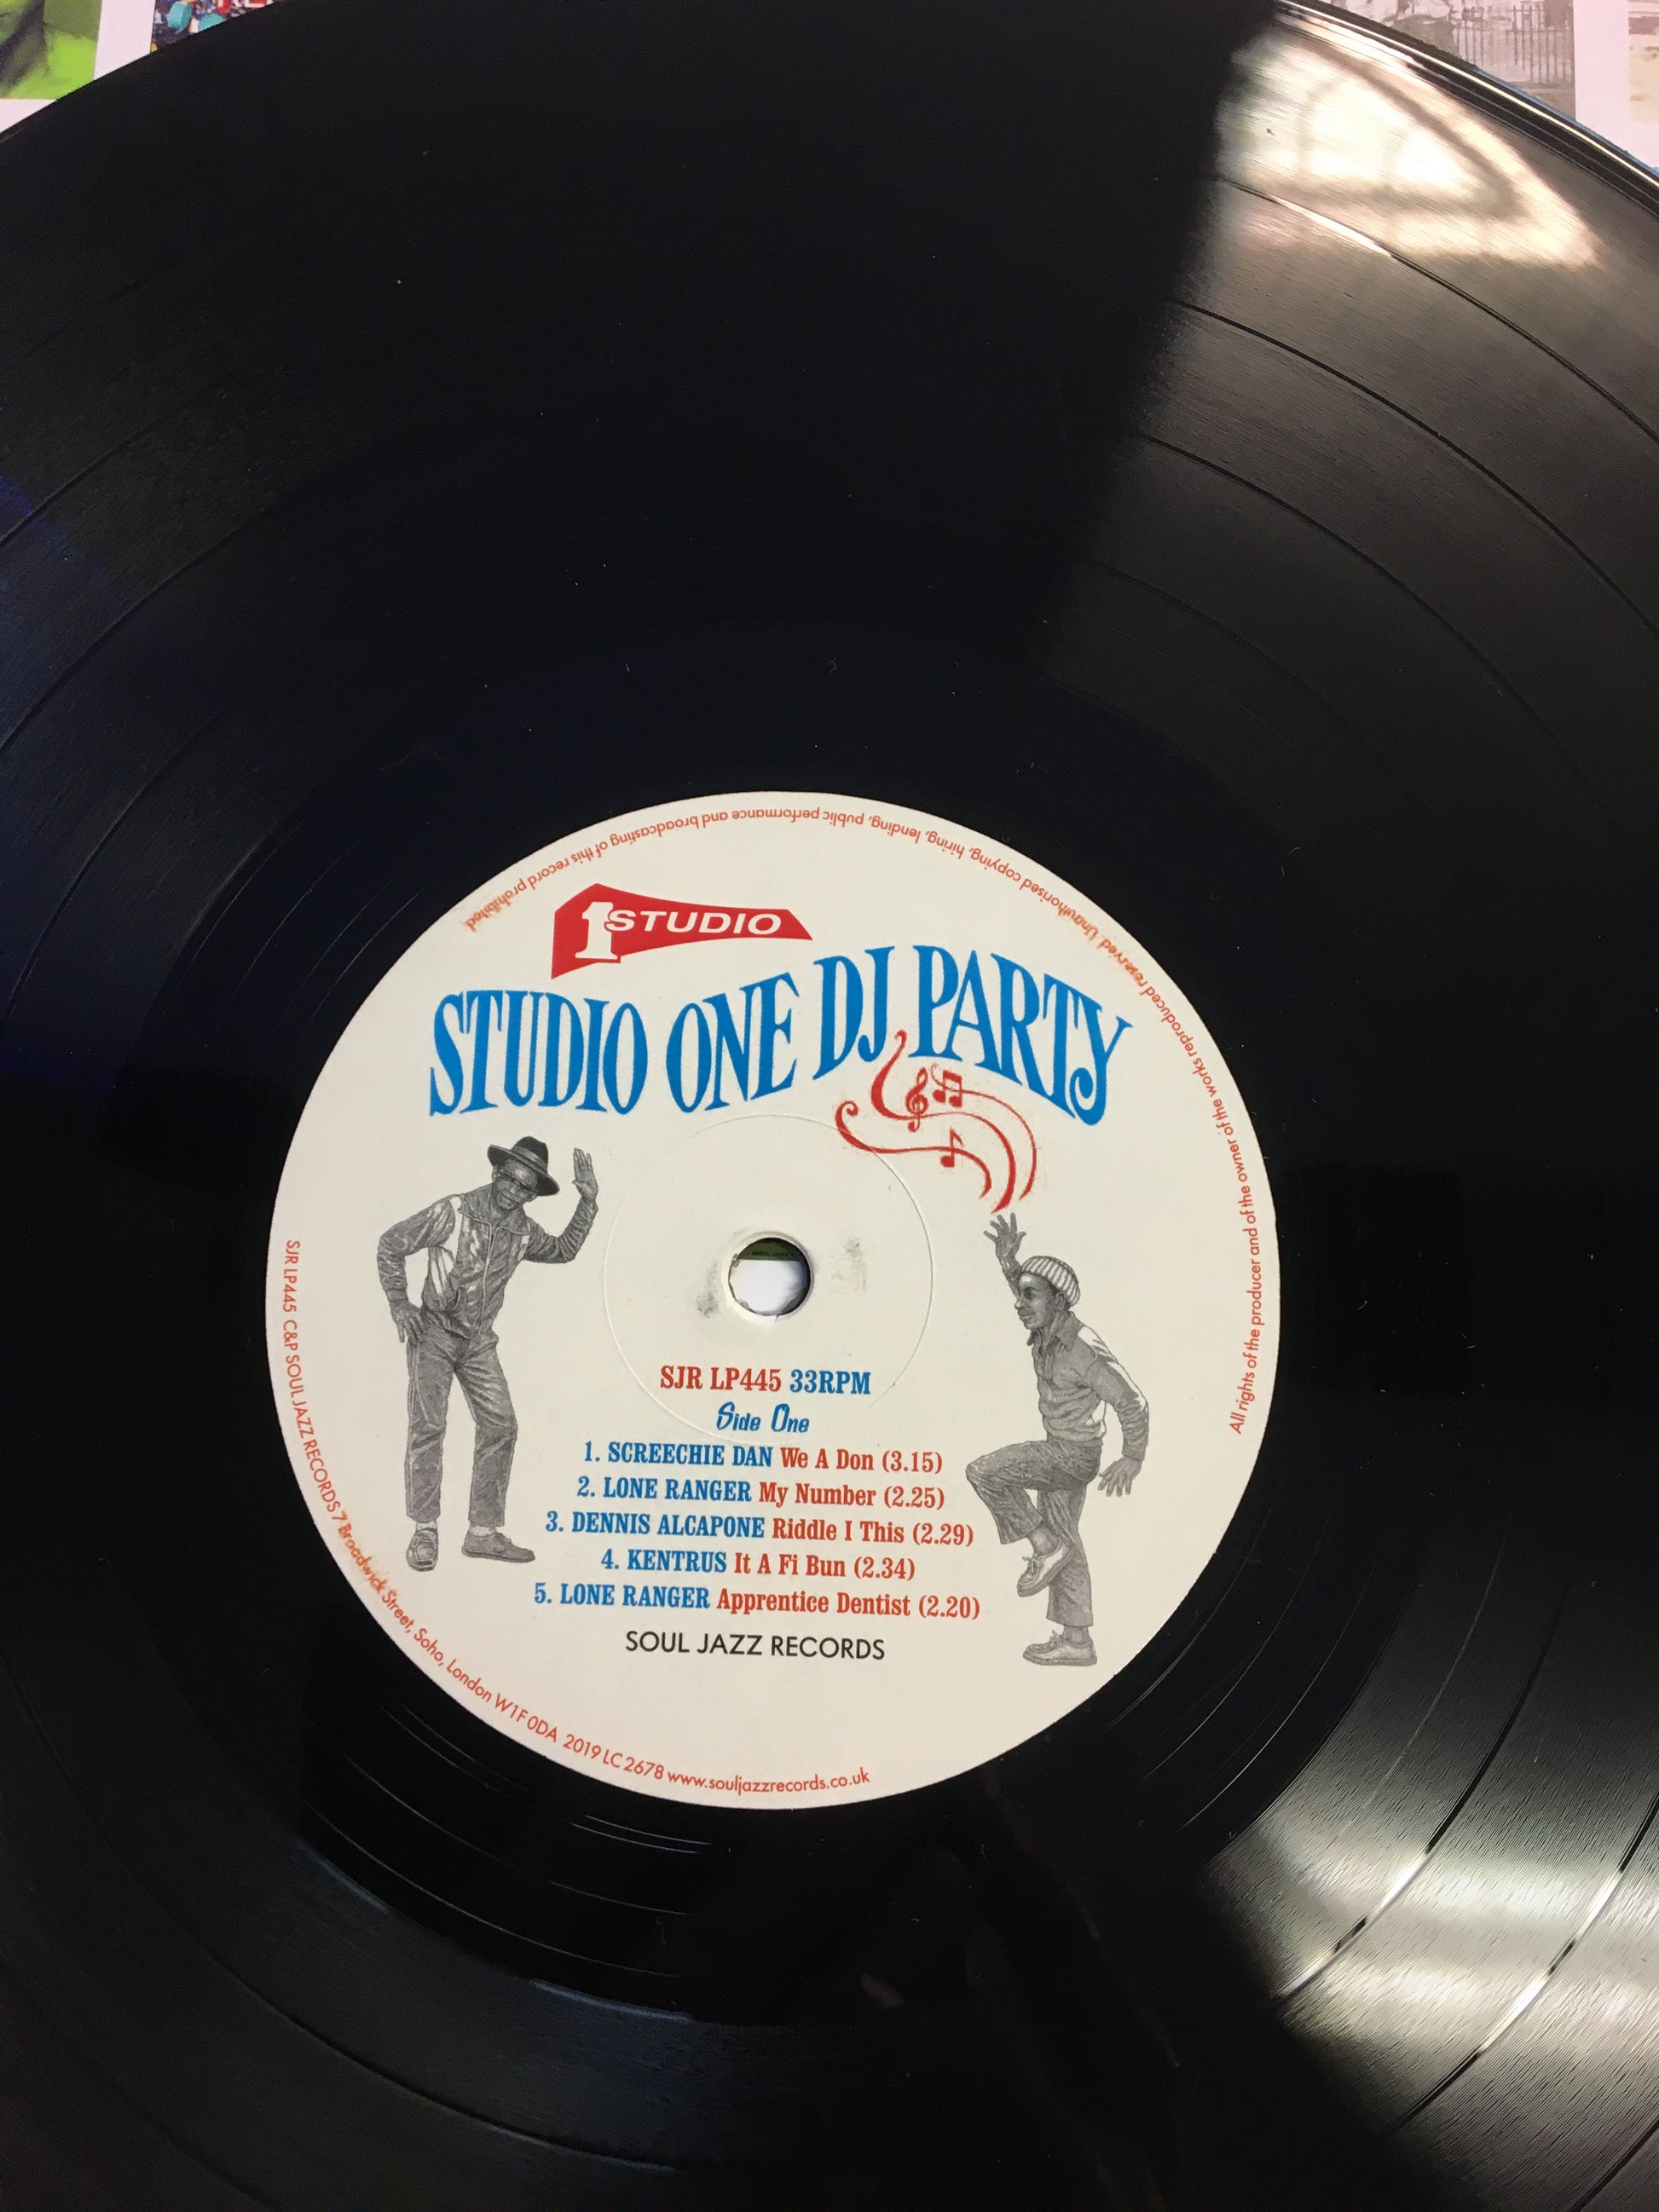 1 STUDIO
STUDIO ONE DJ PARTY
SJR LP445 33RPM
Side One
1. SCREECHIE DAN We A Don (3.15)
2. LONE RANGER My Number (2.25)
3. DENNIS ALCAPONE Riddle I This (2.29)
4. KENTRUS It A Fi Bun (2.34)
5. LONE RANGER Apprentice Dentist (2.20)
SOUL JAZZ RECORDS
SJR LP445 C&P SOUL JAZZ RECORDS 7 Broadwick Street, Soho, London W1F 0DA 2019 LC 2678 www.souljazzrecords.co.uk
All rights of the producer and of the owner of the works reproduced reserved. Unauthorised copying, hiring, lending, public performance and broadcasting of this record prohibited.